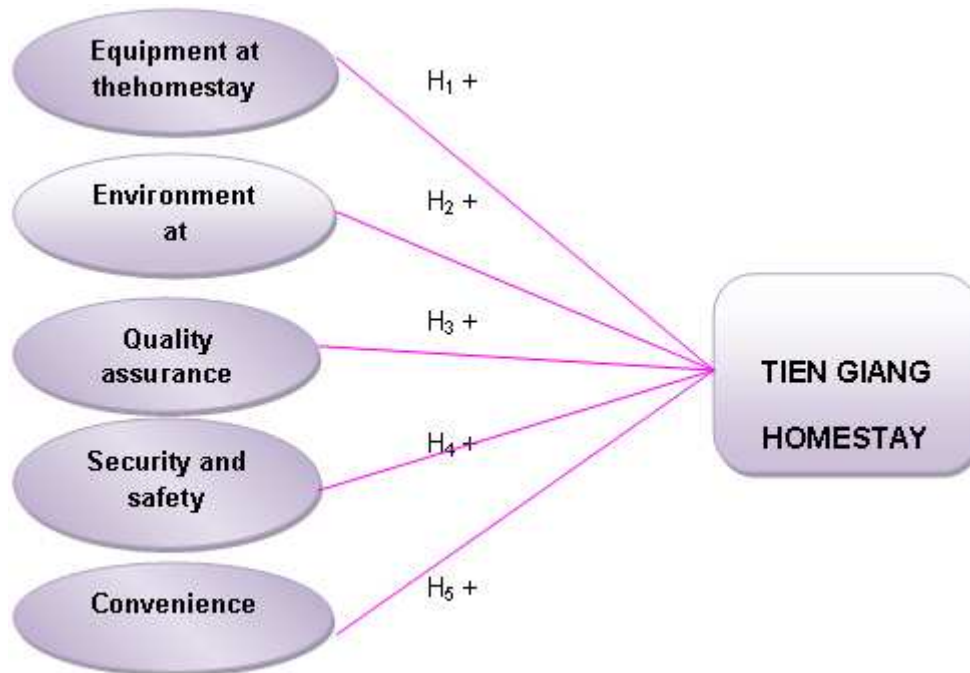 Equipment at
thehomestay
H₁ +
Environment
at
H₂ +
Quality
assurance
H₃ +
Security and
safety
H₄ +
Convenience
H₅ +
TIEN GIANG
HOMESTAY